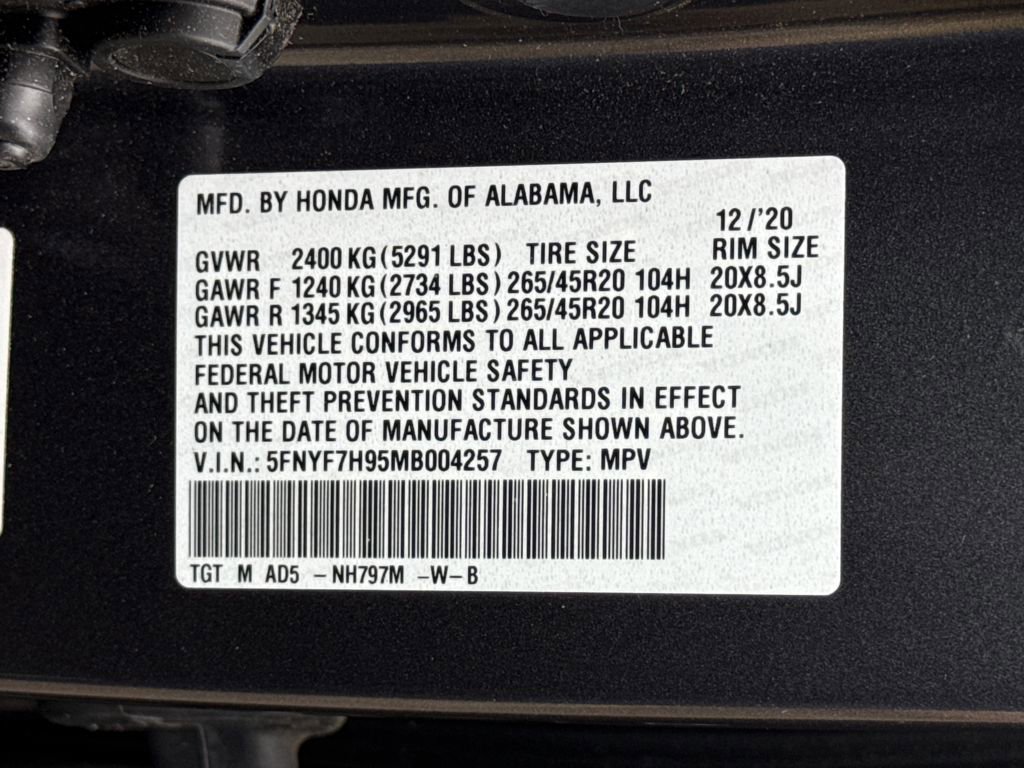 MFD. BY HONDA MFG. OF ALABAMA, LLC
12/'20
GVWR 2400 KG (5291 LBS) TIRE SIZE RIM SIZE
GAWR F 1240 KG (2734 LBS) 265/45R20 104H 20X8.5J
GAWR R 1345 KG (2965 LBS) 265/45R20 104H 20X8.5J
THIS VEHICLE CONFORMS TO ALL APPLICABLE
FEDERAL MOTOR VEHICLE SAFETY
AND THEFT PREVENTION STANDARDS IN EFFECT
ON THE DATE OF MANUFACTURE SHOWN ABOVE.
V.I.N.: 5FNYF7H95MB004257 TYPE: MPV
TGT M AD5 -NH797M -W-B